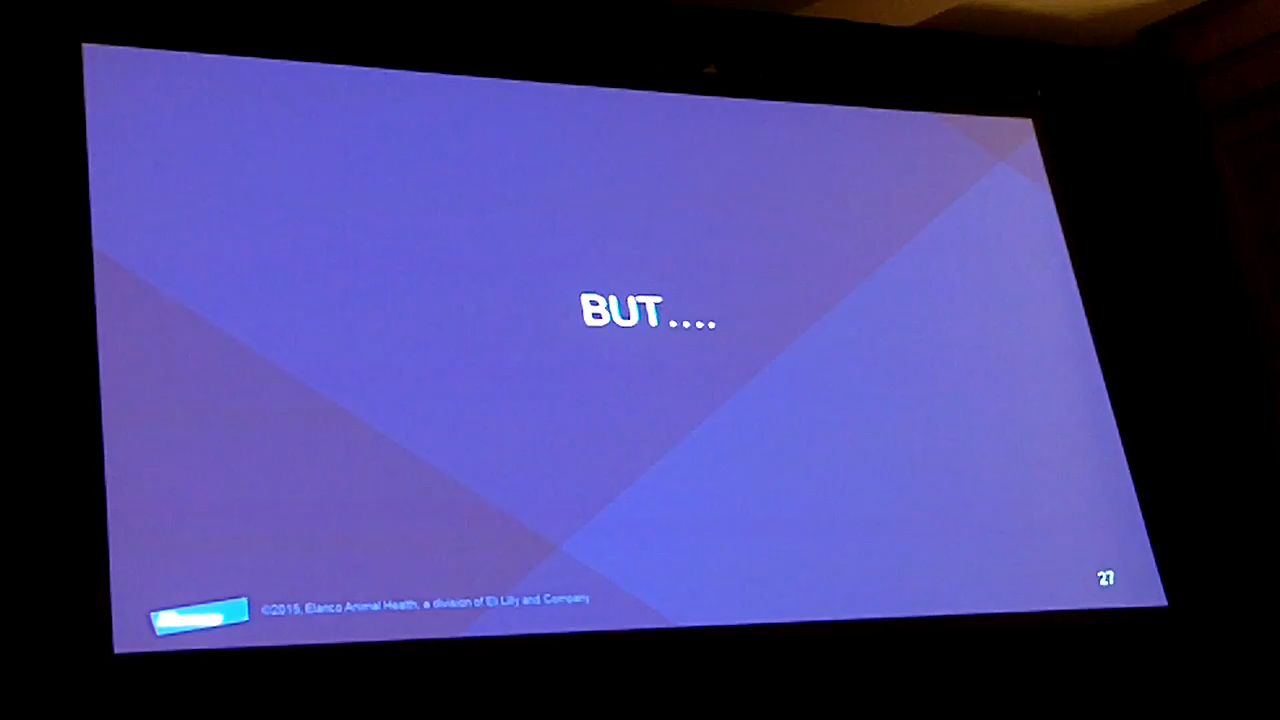 BUT....
©2015, Elanco Animal Health, a division of Eli Lilly and Company
27